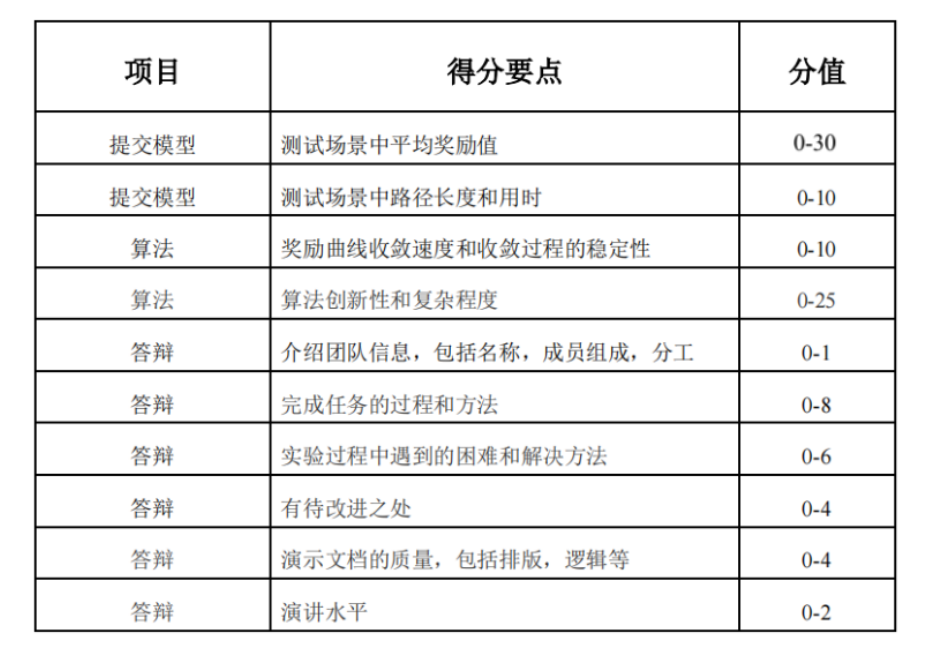 项目 得分要点 分值
提交模型 测试场景中平均奖励值 0-30
提交模型 测试场景中路径长度和用时 0-10
算法 奖励曲线收敛速度和收敛过程的稳定性 0-10
算法 算法创新性和复杂程度 0-25
答辩 介绍团队信息，包括名称，成员组成，分工 0-1
答辩 完成任务的过程和方法 0-8
答辩 实验过程中遇到的困难和解决方法 0-6
答辩 有待改进之处 0-4
答辩 演示文档的质量，包括排版，逻辑等 0-4
答辩 演讲水平 0-2